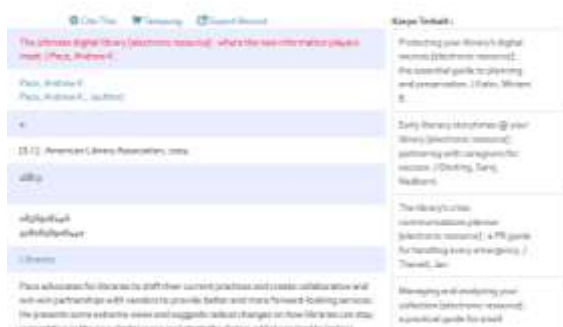 Cite This Tampung Export Record
The ultimate digital library [electronic resource] : where the new information players
meet / Pace, Andrew K
Pace, Andrew K
Pace, Andrew K., (author)
[S.l.] : American Library Association, 2003
Libraries
Pace advocates for libraries to shift their current practices and create collaborative and
win-win partnerships with vendors to provide better and more forward-looking services.
He presents some extreme views and suggests radical changes on how libraries can stay
Karya Terkait :
Protecting your library's digital
sources [electronic resource] :
the essential guide to planning
and preservation / Kahn, Miriam
B
Early literacy storytimes @ your
library [electronic resource] :
partnering with caregivers for
success / Ghoting, Saroj
Nadkarni
The library's crisis
communications planner
[electronic resource] : a PR guide
for handling every emergency /
Thenell, Jan
Managing and analyzing your
collection [electronic resource] :
a practical guide for small